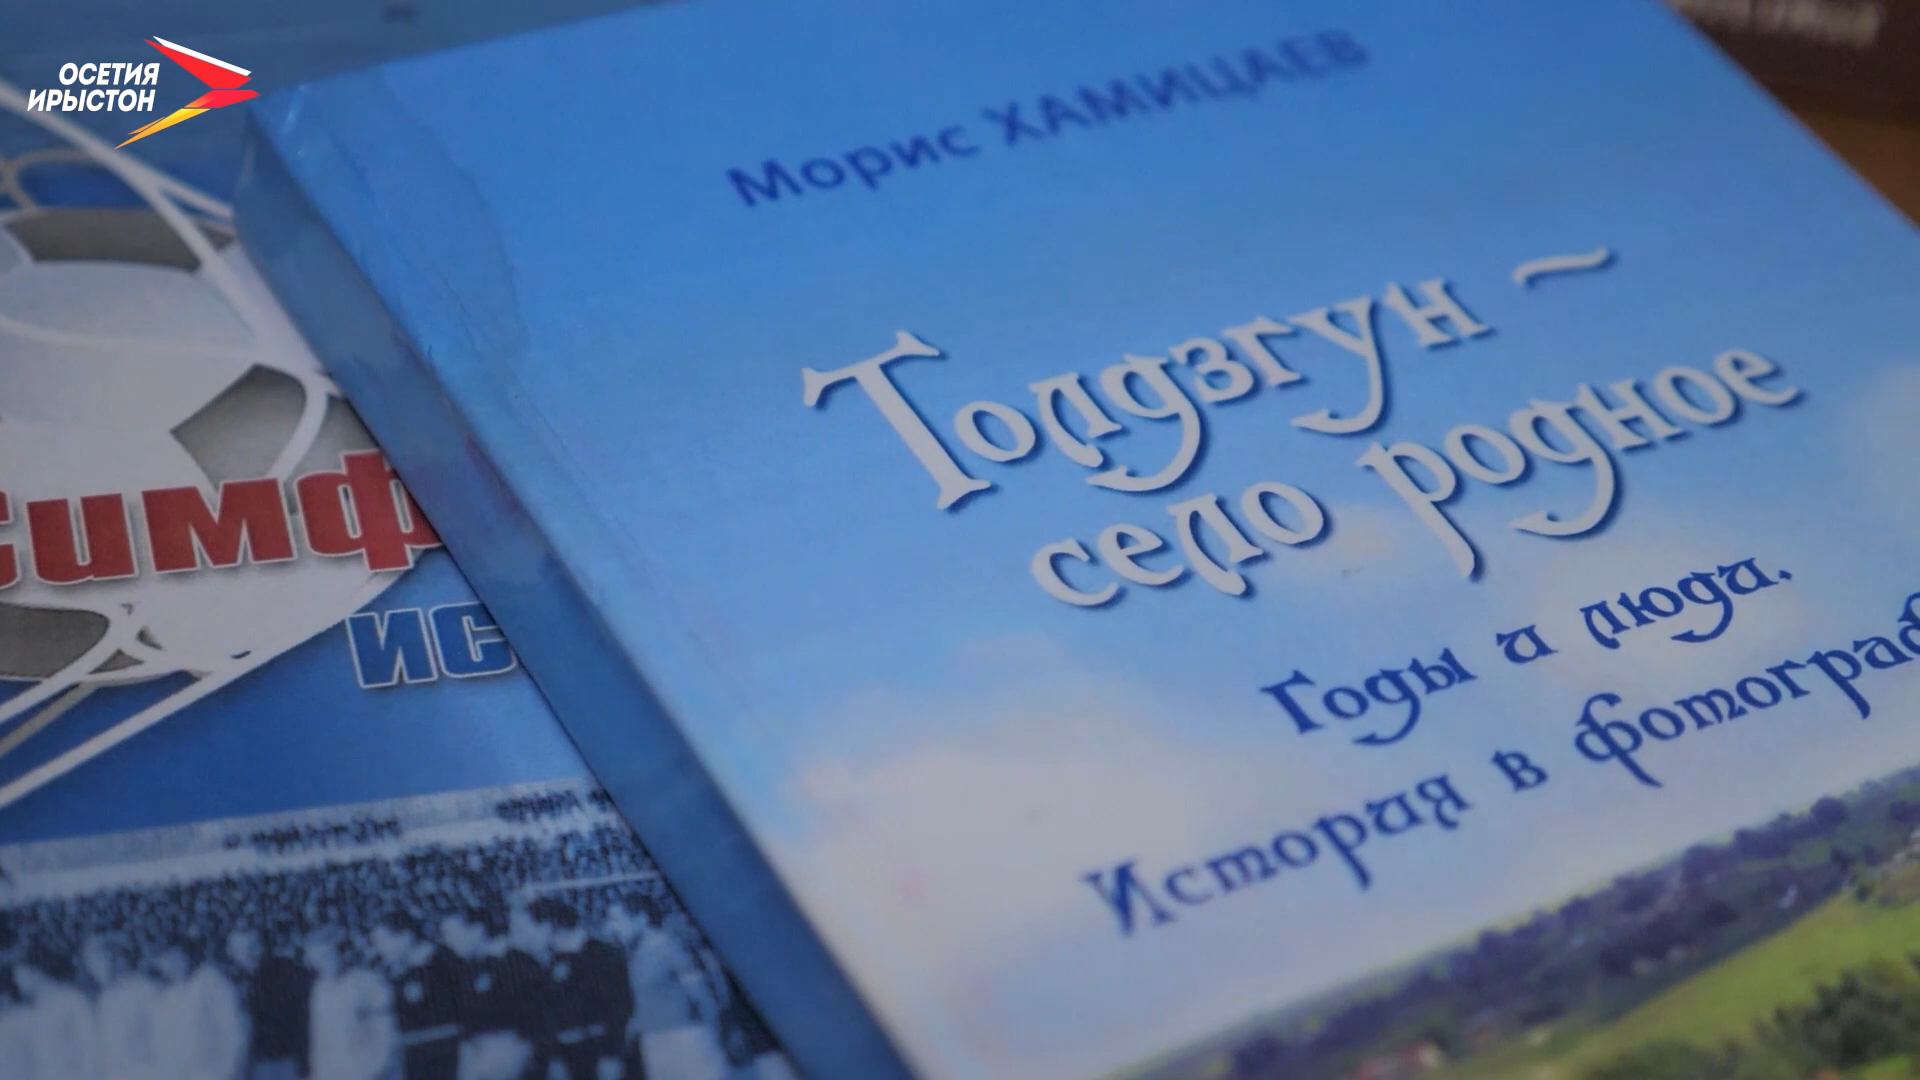 ОСЕТИЯ
ИРЫСТОН
Морис ХАМИЦАЕВ
Толдзгун –
село родное
Годы и люди.
История в фотограф
симф
ис